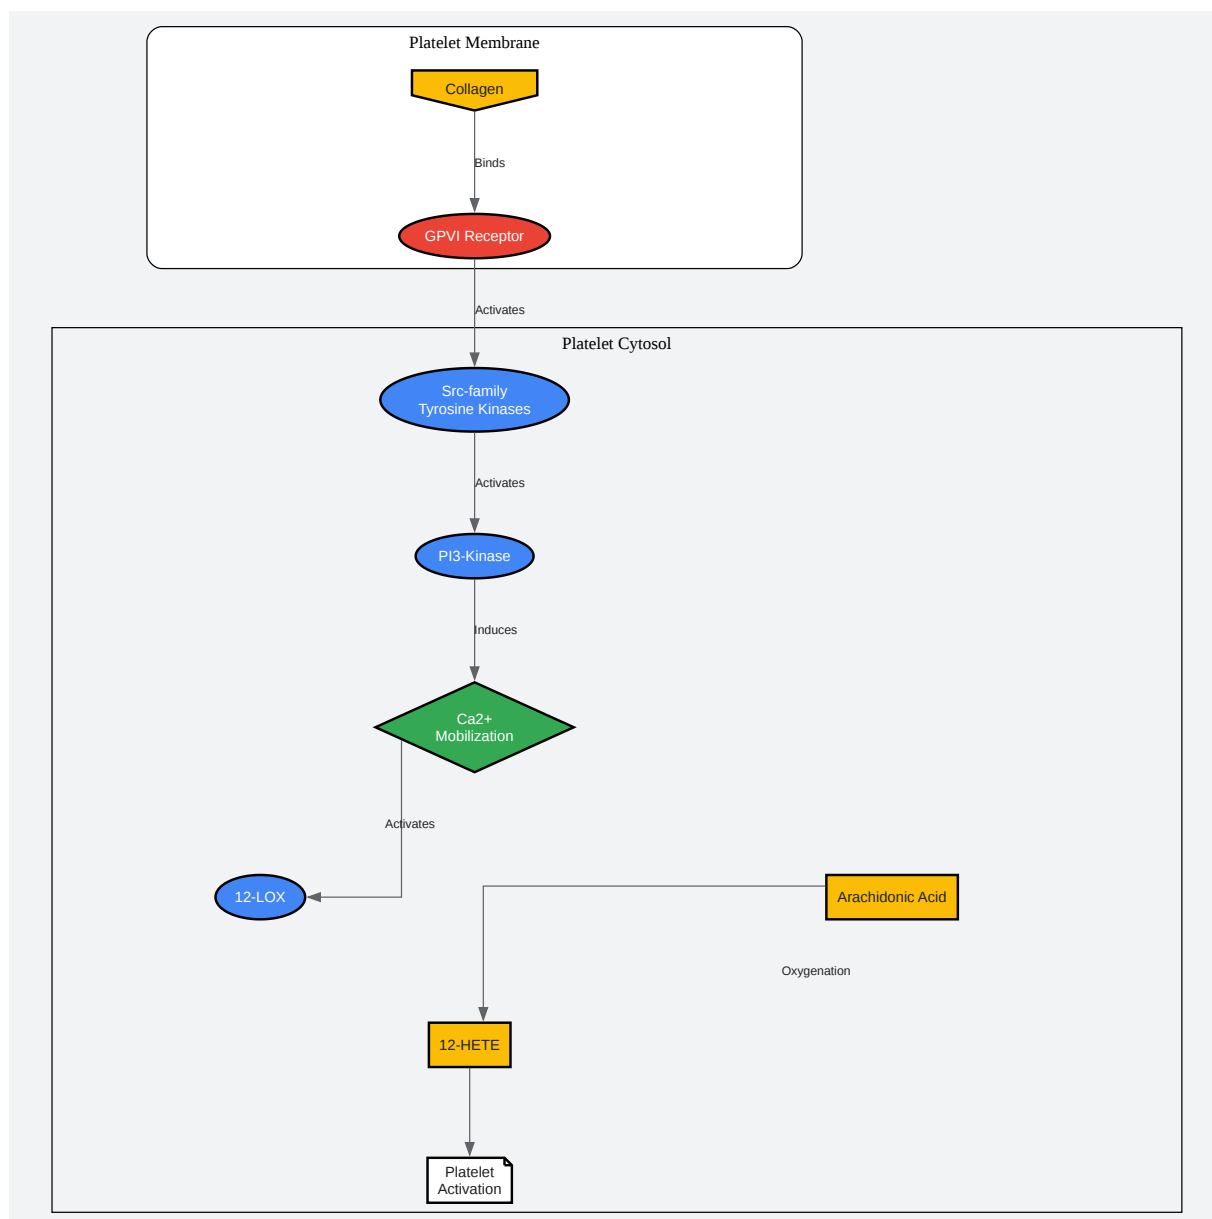 Platelet Membrane
Collagen
Binds
GPVI Receptor
Activates
Platelet Cytosol
Src-family
Tyrosine Kinases
Activates
PI3-Kinase
Induces
Ca2+
Mobilization
Activates
12-LOX
Arachidonic Acid
Oxygenation
12-HETE
Platelet
Activation